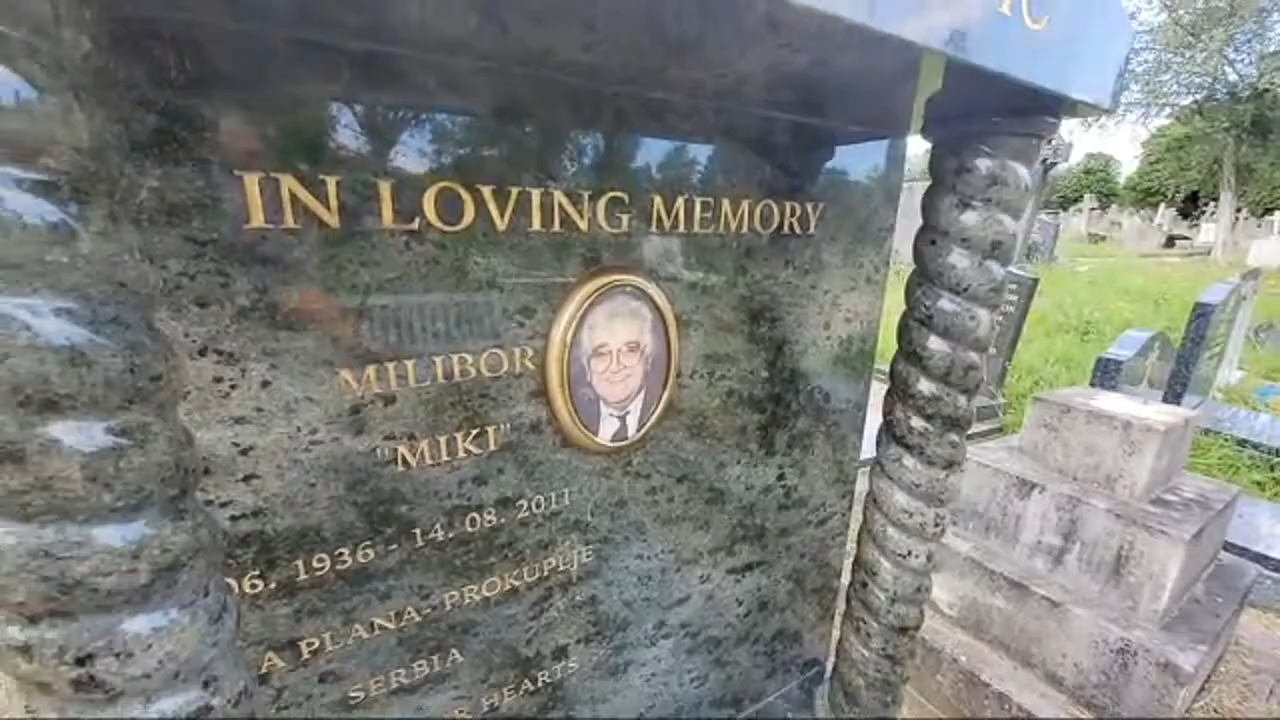 IN LOVING MEMORY
MILIBOR
"MIKI"
06. 1936 - 14. 08. 2011
A PLANA- PROKUPLJE
SERBIA
R HEARTS